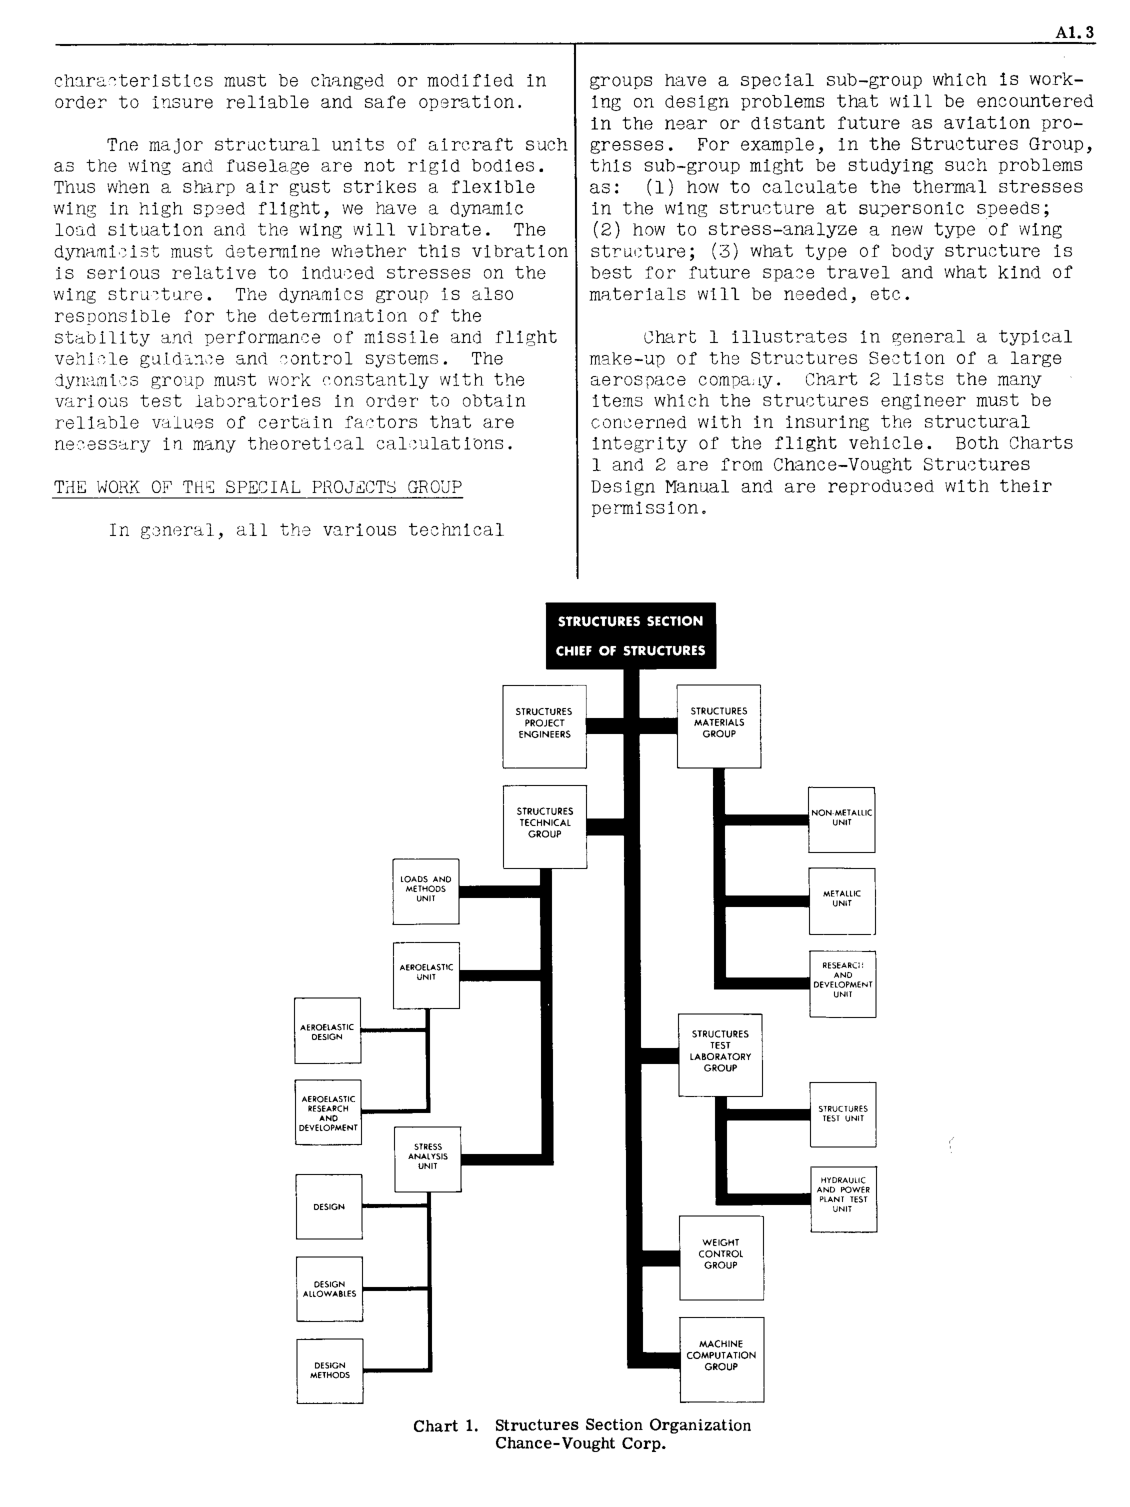 A1.3
characteristics must be changed or modified in
order to insure reliable and safe operation.
The major structural units of aircraft such
as the wing and fuselage are not rigid bodies.
Thus when a sharp air gust strikes a flexible
wing in high speed flight, we have a dynamic
load situation and the wing will vibrate. The
dynamicist must determine whether this vibration
is serious relative to induced stresses on the
wing structure. The dynamics group is also
responsible for the determination of the
stability and performance of missile and flight
vehicle guidance and control systems. The
dynamics group must work constantly with the
various test laboratories in order to obtain
reliable values of certain factors that are
necessary in many theoretical calculations.
THE WORK OF THE SPECIAL PROJECTS GROUP
In general, all the various technical
groups have a special sub-group which is work-
ing on design problems that will be encountered
in the near or distant future as aviation pro-
gresses. For example, in the Structures Group,
this sub-group might be studying such problems
as: (1) how to calculate the thermal stresses
in the wing structure at supersonic speeds;
(2) how to stress-analyze a new type of wing
structure; (3) what type of body structure is
best for future space travel and what kind of
materials will be needed, etc.
Chart 1 illustrates in general a typical
make-up of the Structures Section of a large
aerospace company. Chart 2 lists the many
items which the structures engineer must be
concerned with in insuring the structural
integrity of the flight vehicle. Both Charts
1 and 2 are from Chance-Vought Structures
Design Manual and are reproduced with their
permission.
STRUCTURES SECTION
CHIEF OF STRUCTURES
STRUCTURES
PROJECT
ENGINEERS
STRUCTURES
MATERIALS
GROUP
STRUCTURES
TECHNICAL
GROUP
NON-METALLIC
UNIT
LOADS AND
METHODS
UNIT
METALLIC
UNIT
AEROELASTIC
UNIT
RESEARCH
AND
DEVELOPMENT
UNIT
AEROELASTIC
DESIGN
STRUCTURES
TEST
LABORATORY
GROUP
AEROELASTIC
RESEARCH
AND
DEVELOPMENT
STRUCTURES
TEST UNIT
STRESS
ANALYSIS
UNIT
DESIGN
HYDRAULIC
AND POWER
PLANT TEST
UNIT
WEIGHT
CONTROL
GROUP
DESIGN
ALLOWABLES
MACHINE
COMPUTATION
GROUP
DESIGN
METHODS
Chart 1. Structures Section Organization
Chance-Vought Corp.